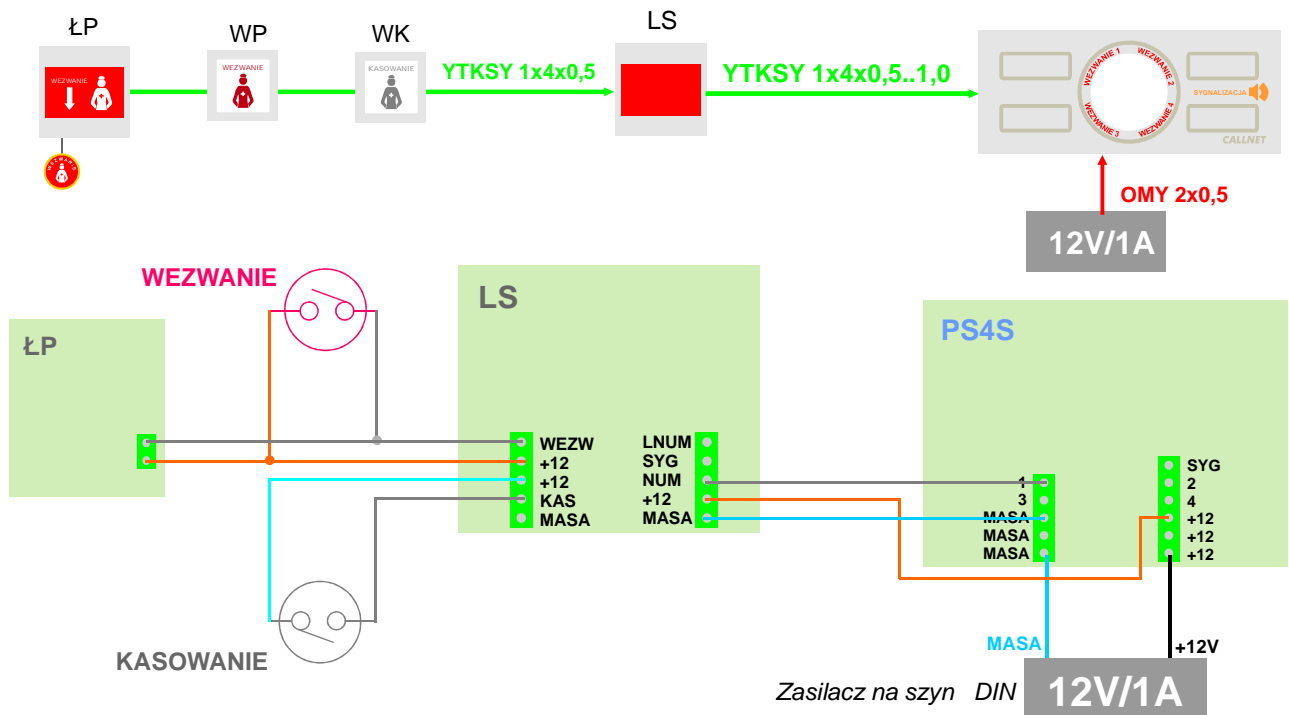 ŁP
WP
WK
LS
WEZWANIE
WEZWANIE
KASOWANIE
YTKSY 1x4x0,5
YTKSY 1x4x0,5..1,0
WEZWANIE 1
WEZWANIE 2
WEZWANIE 3
WEZWANIE 4
SYGNALIZACJA
CALLNET
WEZWANIE
OMY 2x0,5
12V/1A
WEZWANIE
LS
PS4S
ŁP
WEZW
+12
+12
KAS
MASA
LNUM
SYG
NUM
+12
MASA
1
3
MASA
MASA
MASA
SYG
2
4
+12
+12
+12
KASOWANIE
MASA
+12V
Zasilacz na szyn DIN
12V/1A